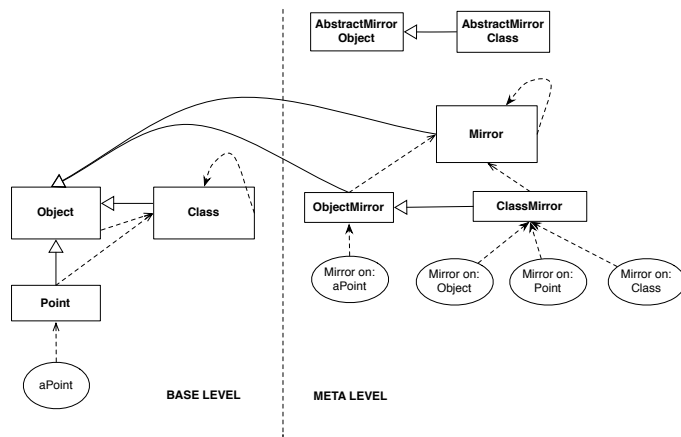 AbstractMirror
Object
AbstractMirror
Class
Mirror
Object
Class
ObjectMirror
ClassMirror
Mirror on:
aPoint
Mirror on:
Object
Mirror on:
Point
Mirror on:
Class
Point
aPoint
BASE LEVEL
META LEVEL